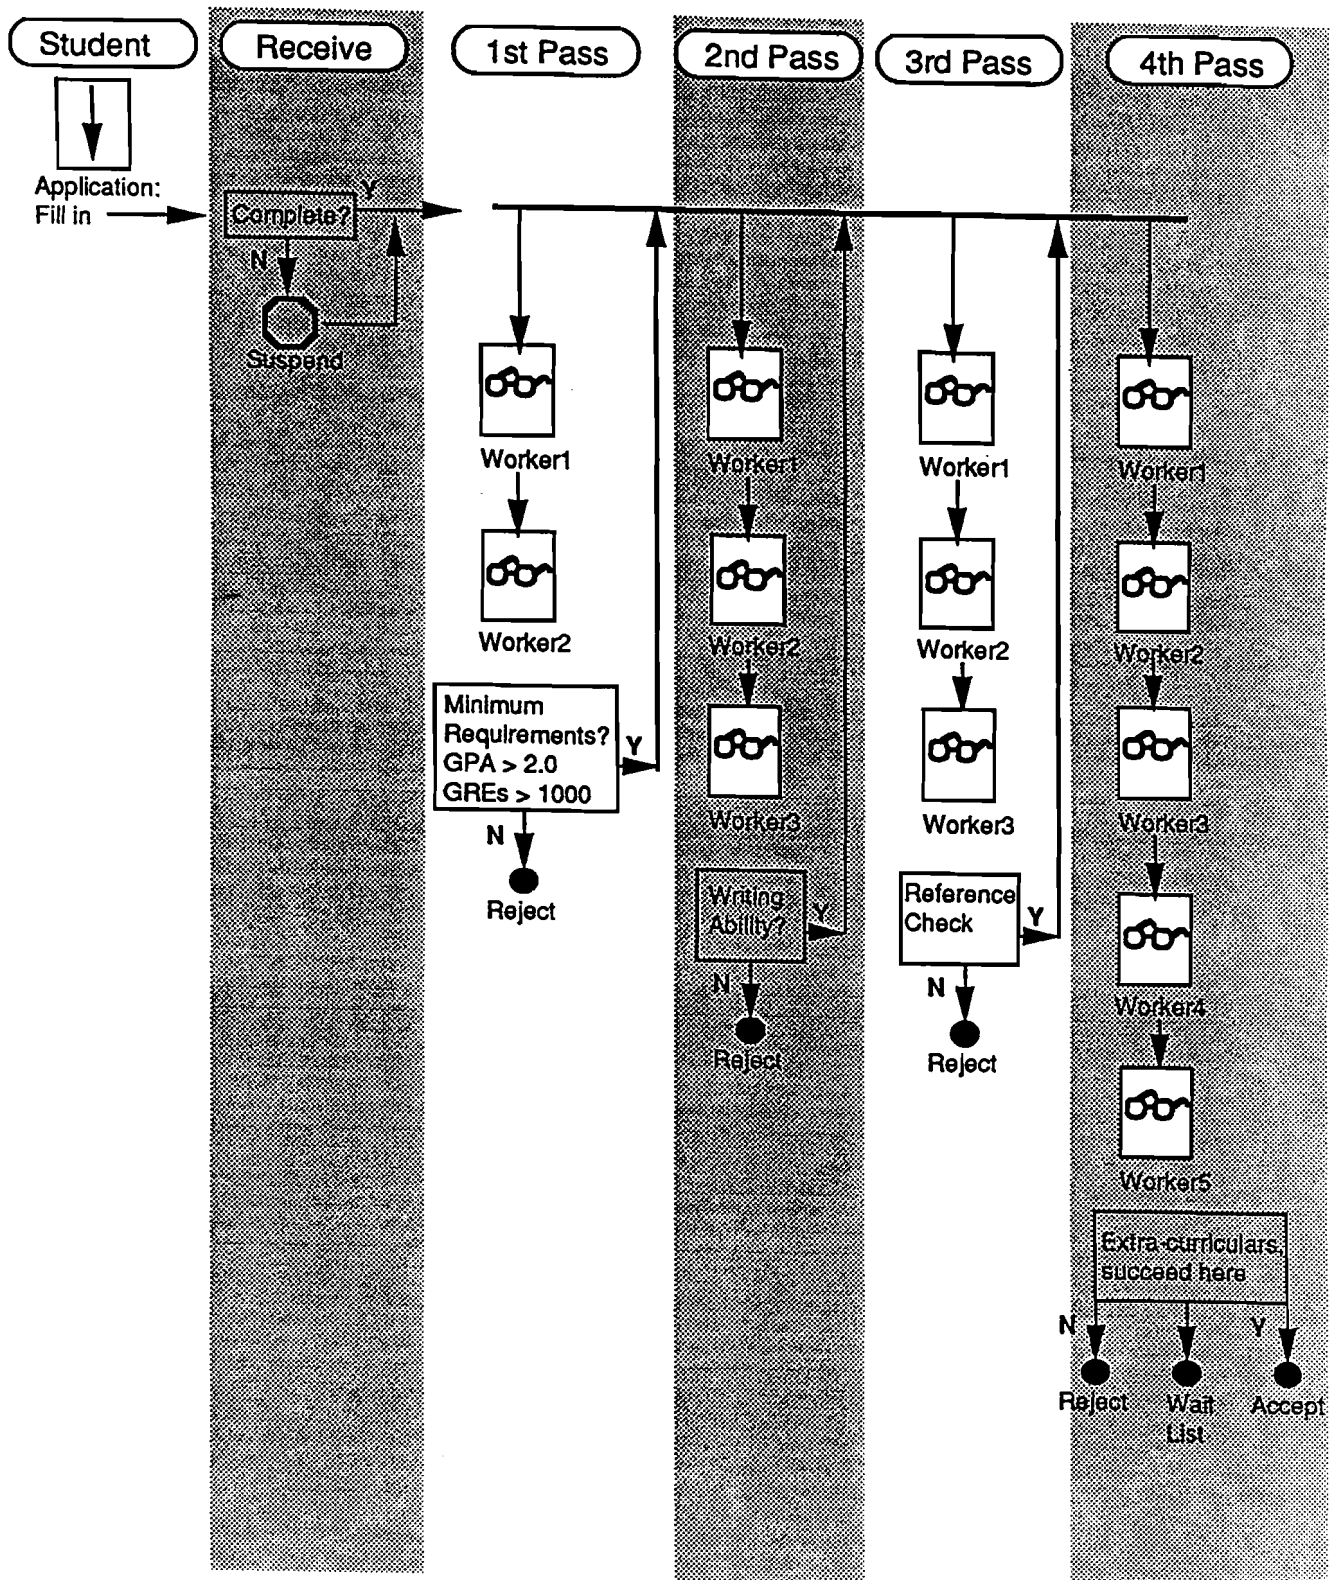 Student
Receive
1st Pass
2nd Pass
3rd Pass
4th Pass
Application:
Fill in
Complete?
Y
N
Suspend
Worker1
Worker2
Minimum
Requirements?
GPA > 2.0
GREs > 1000
Y
N
Reject
Worker1
Worker2
Worker3
Writing
Ability?
Y
N
Reject
Worker1
Worker2
Worker3
Reference
Check
Y
N
Reject
Worker1
Worker2
Worker3
Worker4
Worker5
Extra-curriculars,
succeed here
N
Y
Reject
Wait
List
Accept